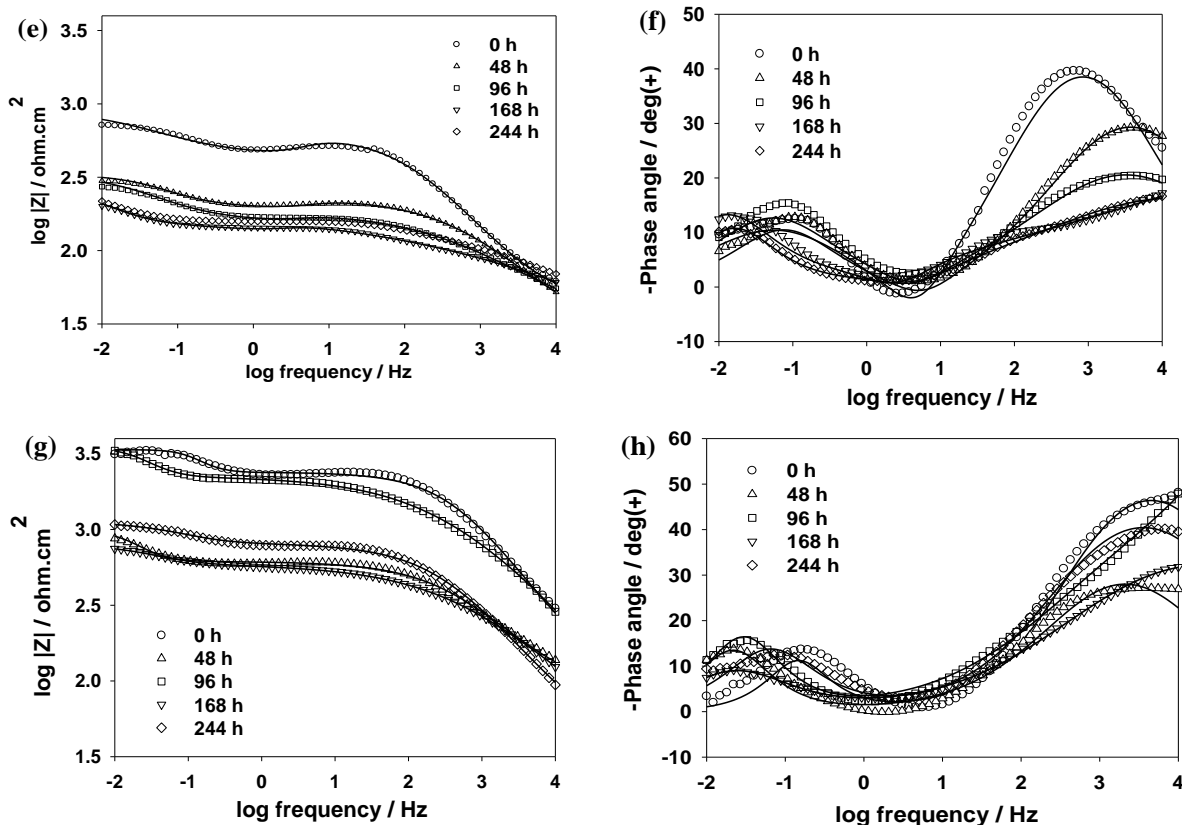 (e)
0 h
48 h
96 h
168 h
244 h
log |Z| / ohm.cm 2
3.5
3.0
2.5
2.0
1.5
-2 -1 0 1 2 3 4
log frequency / Hz
(f)
0 h
48 h
96 h
168 h
244 h
-Phase angle / deg(+)
50
40
30
20
10
0
-10
-2 -1 0 1 2 3 4
log frequency / Hz
(g)
0 h
48 h
96 h
168 h
244 h
log |Z| / ohm.cm 2
3.5
3.0
2.5
2.0
1.5
-2 -1 0 1 2 3 4
log frequency / Hz
(h)
0 h
48 h
96 h
168 h
244 h
-Phase angle / deg(+)
60
50
40
30
20
10
0
-10
-2 -1 0 1 2 3 4
log frequency / Hz